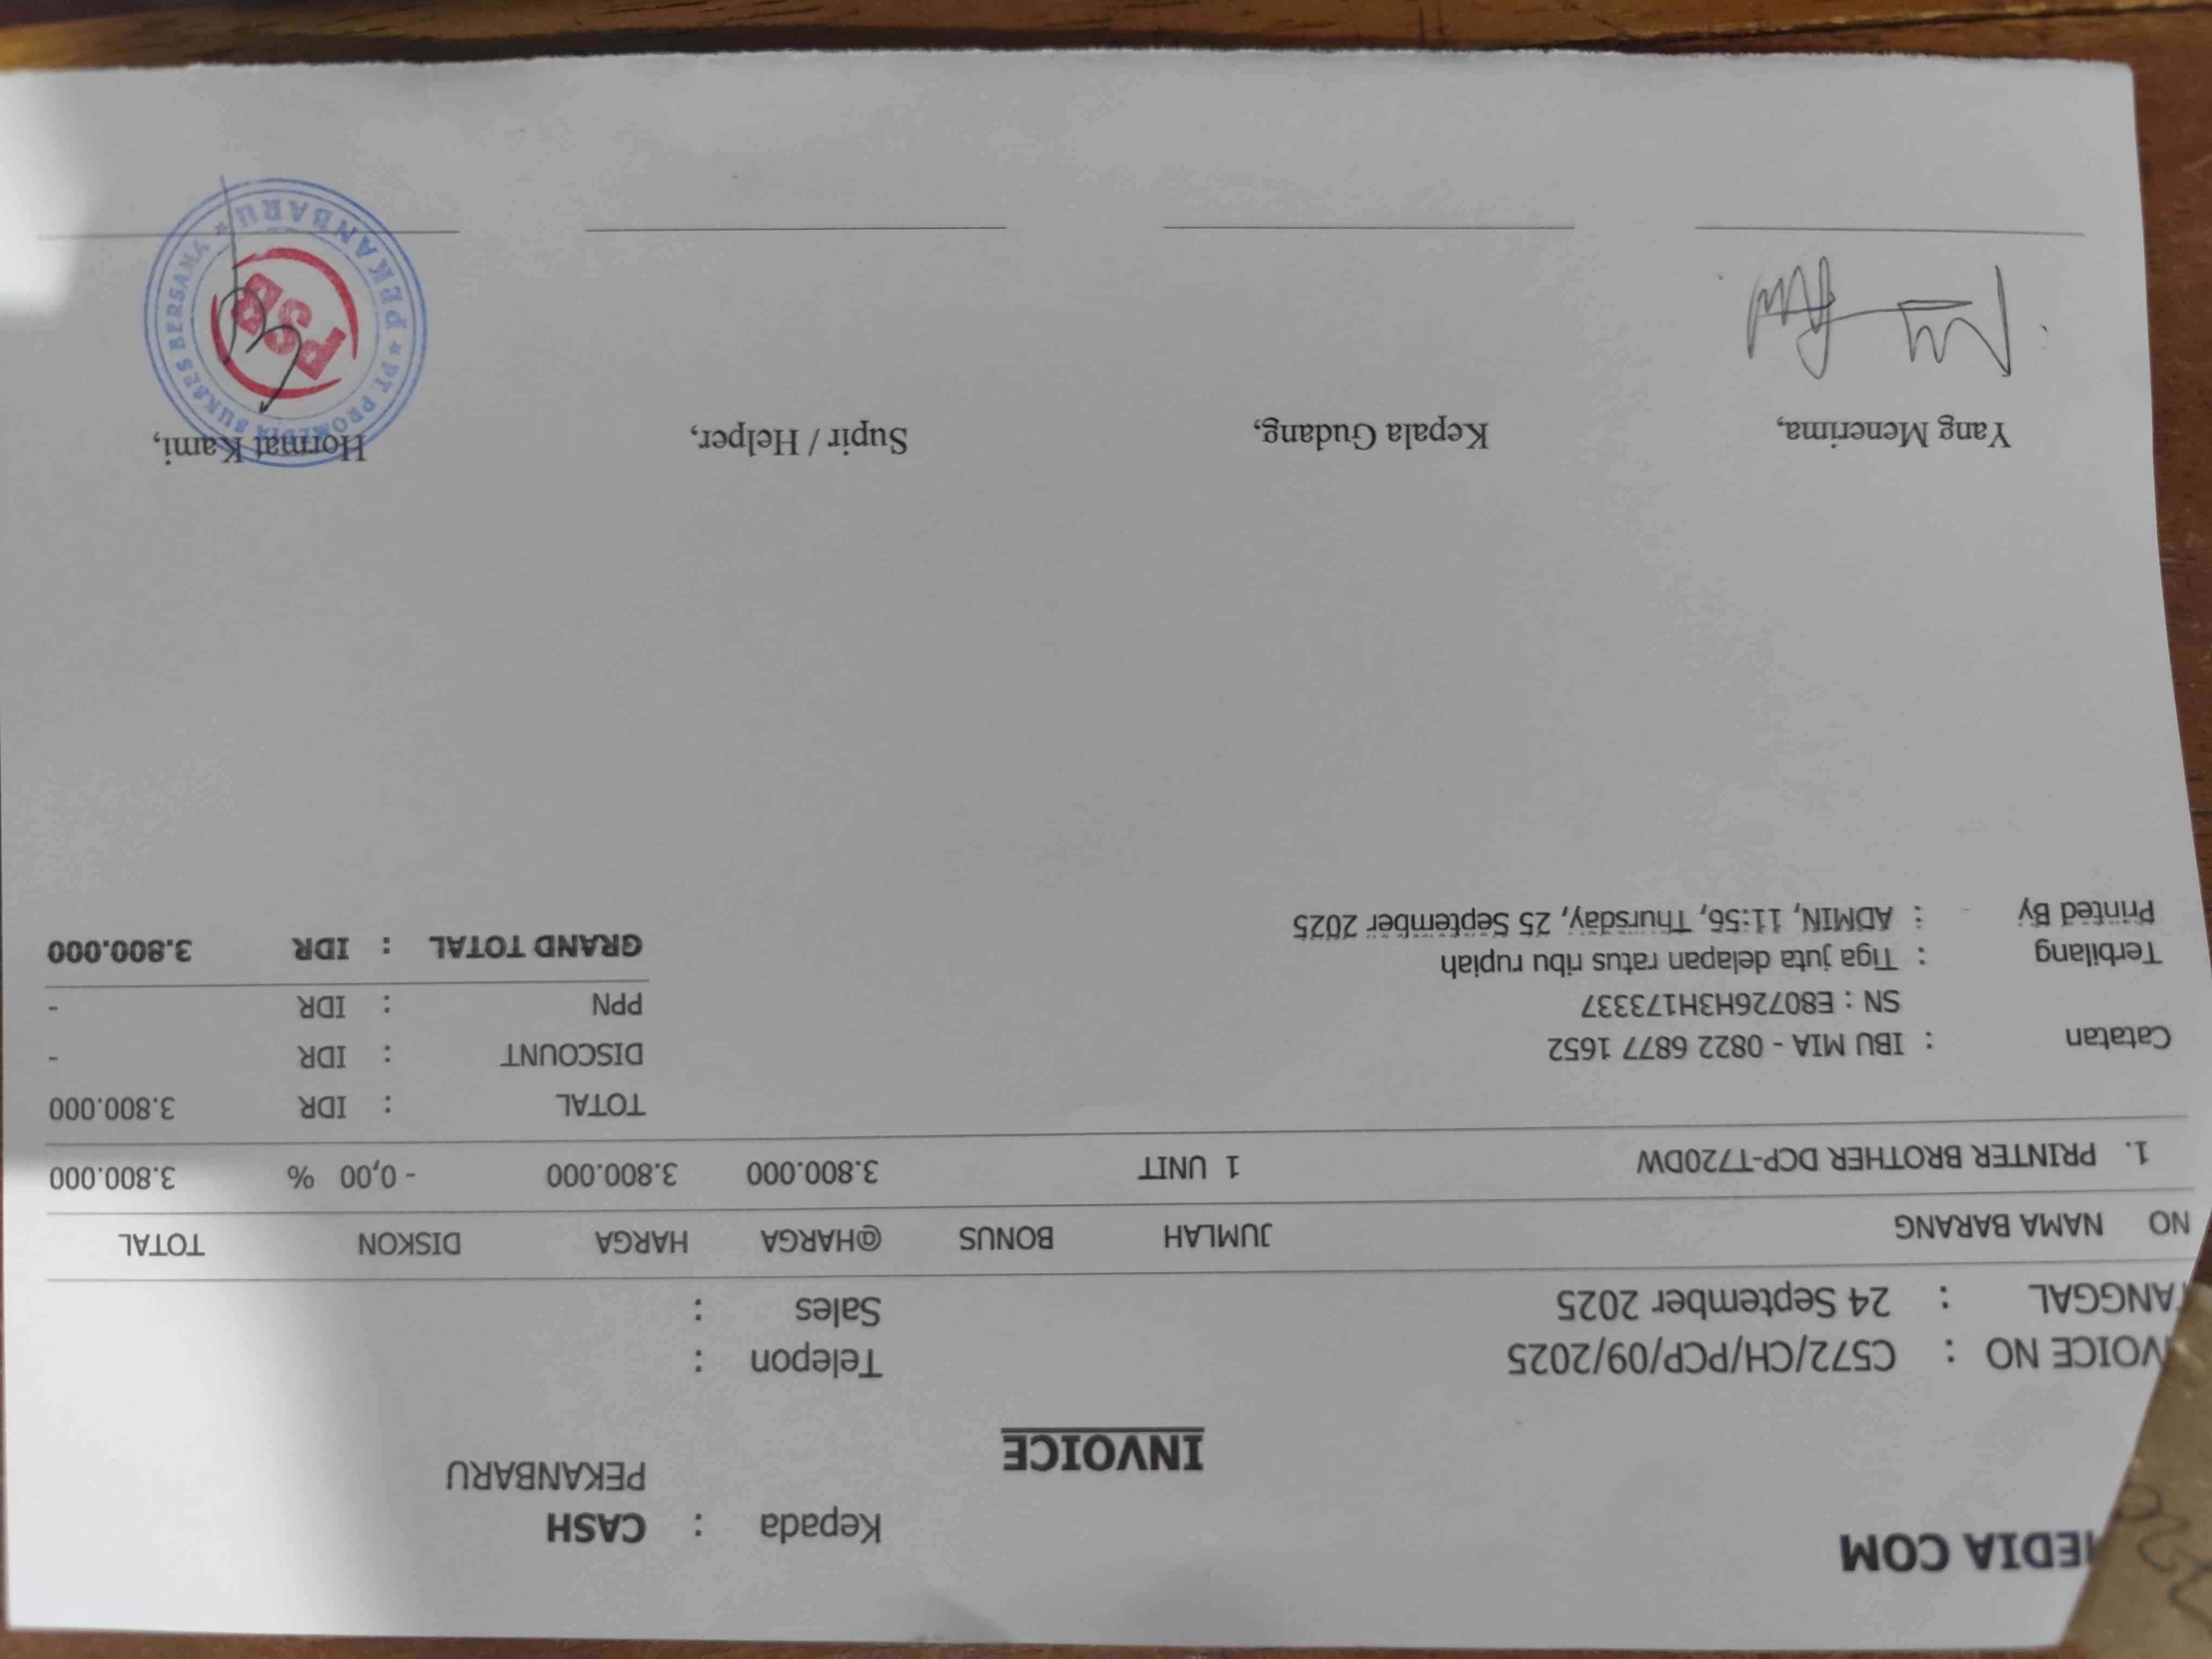 MEDIA COM
Kepada : CASH
PEKANBARU
INVOICE
VOICE NO : C572/CH/PCP/09/2025
TANGGAL : 24 September 2025
Telepon :
Sales :
NO NAMA BARANG JUMLAH BONUS @HARGA HARGA DISKON TOTAL
1. PRINTER BROTHER DCP-T720DW 1 UNIT 3.800.000 3.800.000 - 0,00 % 3.800.000
Catatan : IBU MIA - 0822 6877 1652
SN : E80726H3H173337
Terbilang : Tiga juta delapan ratus ribu rupiah
Printed By : ADMIN, 11:56, Thursday, 25 September 2025
TOTAL : IDR 3.800.000
DISCOUNT : IDR -
PPN : IDR -
GRAND TOTAL : IDR 3.800.000
Yang Menerima,
Kepala Gudang,
Supir / Helper,
Hormat Kami,
PT. PROMEDIA SUKSES BERSAMA
PSB
PEKANBARU